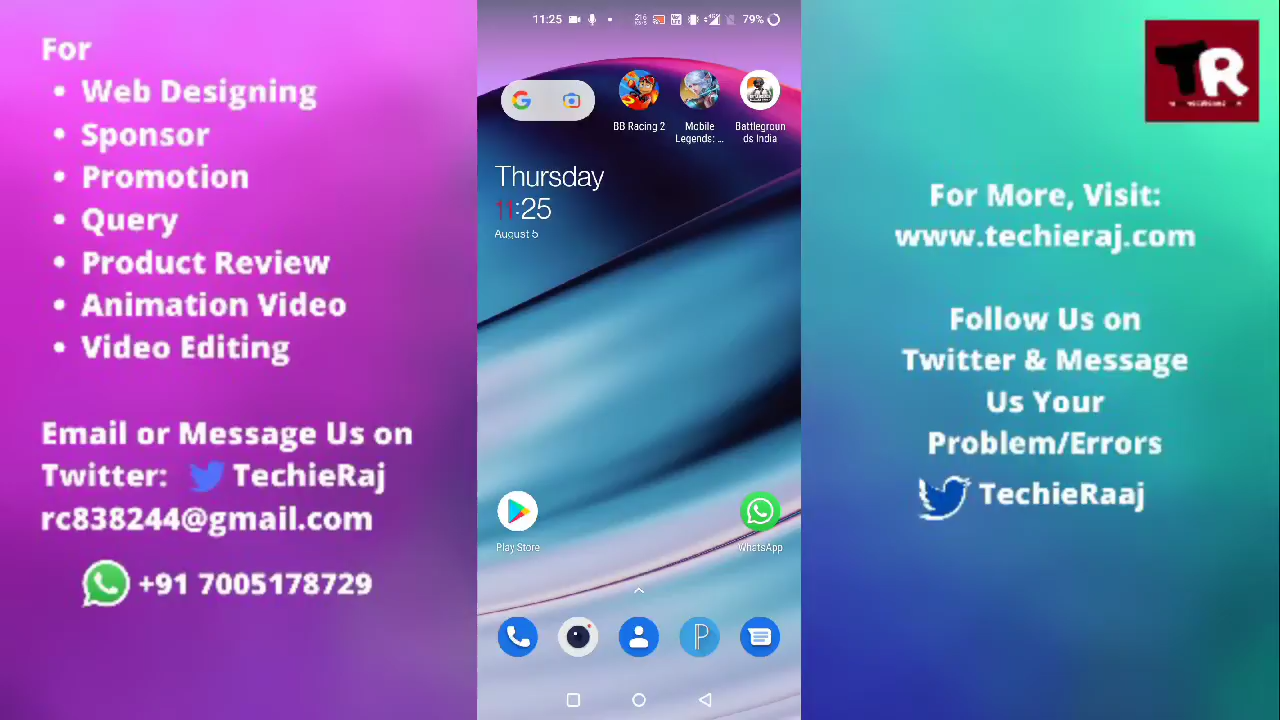 For
• Web Designing
• Sponsor
• Promotion
• Query
• Product Review
• Animation Video
• Video Editing
Email or Message Us on
Twitter: TechieRaj
rc838244@gmail.com
+91 7005178729
11:25
79%
BB Racing 2
Mobile
Legends: ...
Battlegroun
ds India
Thursday
11:25
August 5
Play Store
WhatsApp
TR
For More, Visit:
www.techieraj.com
Follow Us on
Twitter & Message
Us Your
Problem/Errors
TechieRaaj